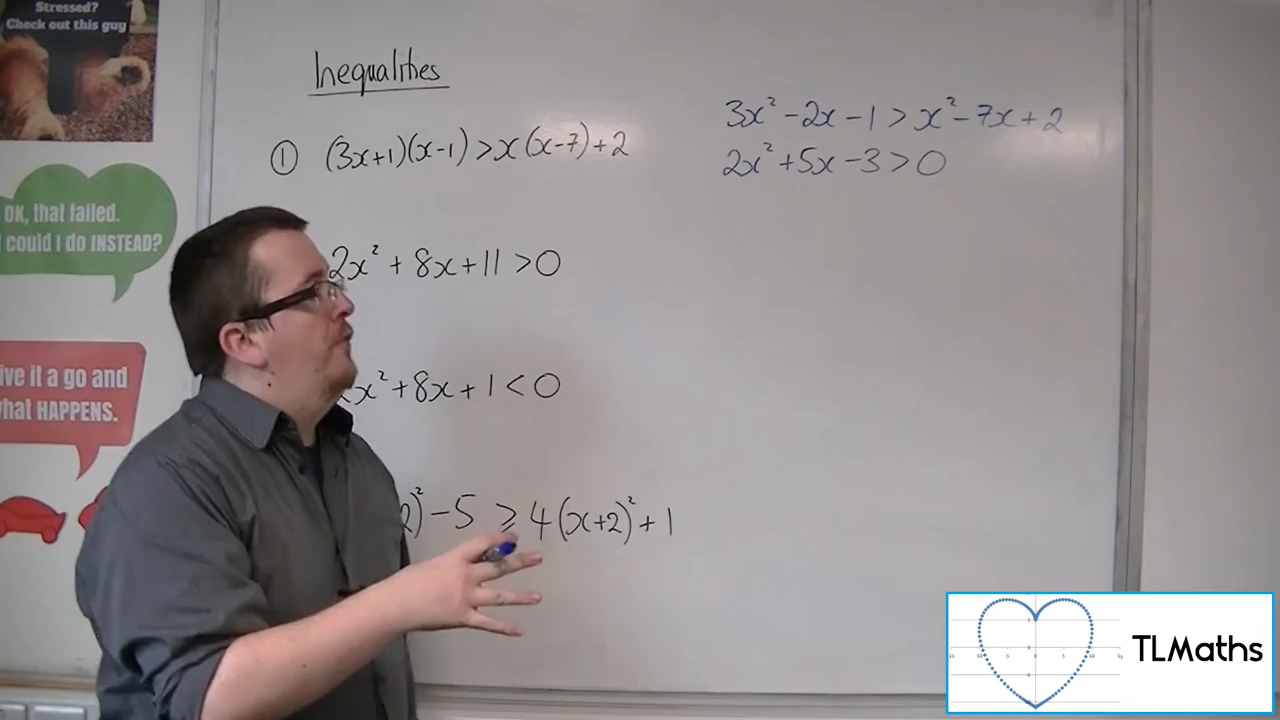 Stressed?
Check out this guy
Inequalities
① (3x+1)(x-1) > x(x-7)+2
3x² - 2x - 1 > x² - 7x + 2
2x² + 5x - 3 > 0
OK, that failed.
could I do INSTEAD?
2x² + 8x + 11 > 0
x² + 8x + 1 < 0
ive it a go and
hat HAPPENS.
)² - 5 ≥ 4(x+2)² + 1
TLMaths